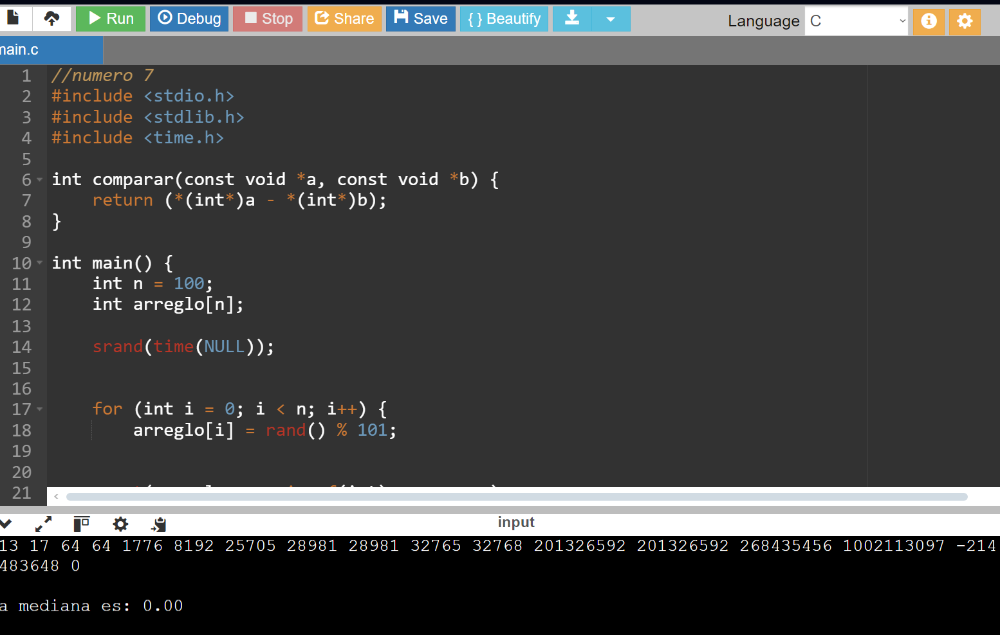 Run Debug Stop Share Save { } Beautify Language C
main.c
1 //numero 7
2 #include <stdio.h>
3 #include <stdlib.h>
4 #include <time.h>
5
6 int comparar(const void *a, const void *b) {
7 return (*(int*)a - *(int*)b);
8 }
9
10 int main() {
11 int n = 100;
12 int arreglo[n];
13
14 srand(time(NULL));
15
16
17 for (int i = 0; i < n; i++) {
18 arreglo[i] = rand() % 101;
19
20
21
input
13 17 64 64 1776 8192 25705 28981 28981 32765 32768 201326592 201326592 268435456 1002113097 -214
483648 0
a mediana es: 0.00